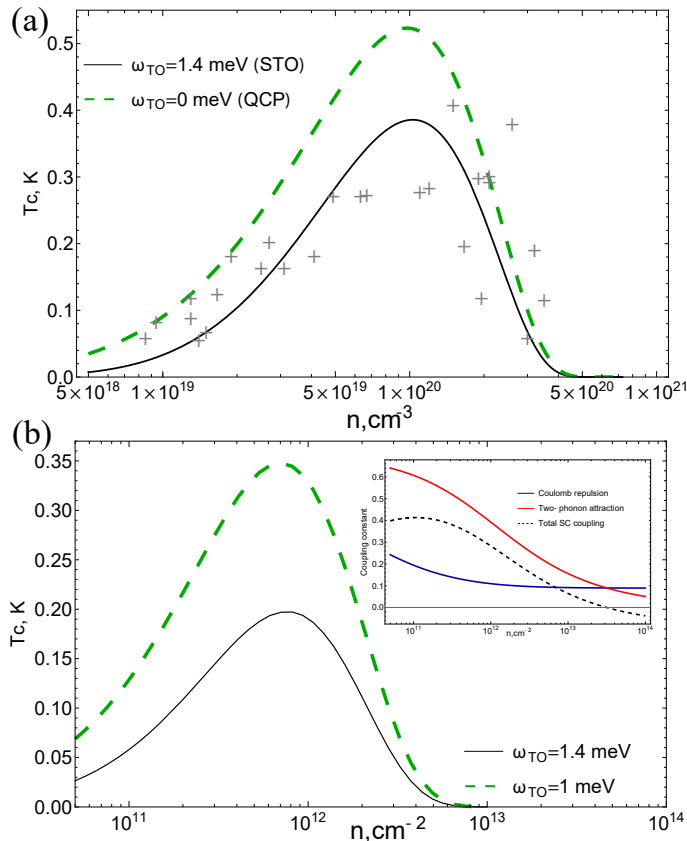 (a)
ωTO=1.4 meV (STO)
ωTO=0 meV (QCP)
Tc, K
0.5
0.4
0.3
0.2
0.1
0.0
5×10^18 1×10^19 5×10^19 1×10^20 5×10^20 1×10^21
n,cm^-3
(b)
Tc, K
0.35
0.30
0.25
0.20
0.15
0.10
0.05
0.00
Coupling constant
0.6
0.5
0.4
0.3
0.2
0.1
0.0
Coulomb repulsion
Two- phonon attraction
Total SC coupling
10^11 10^12 10^13 10^14
n,cm^-2
ωTO=1.4 meV
ωTO=1 meV
10^11 10^12 10^13 10^14
n,cm^-2